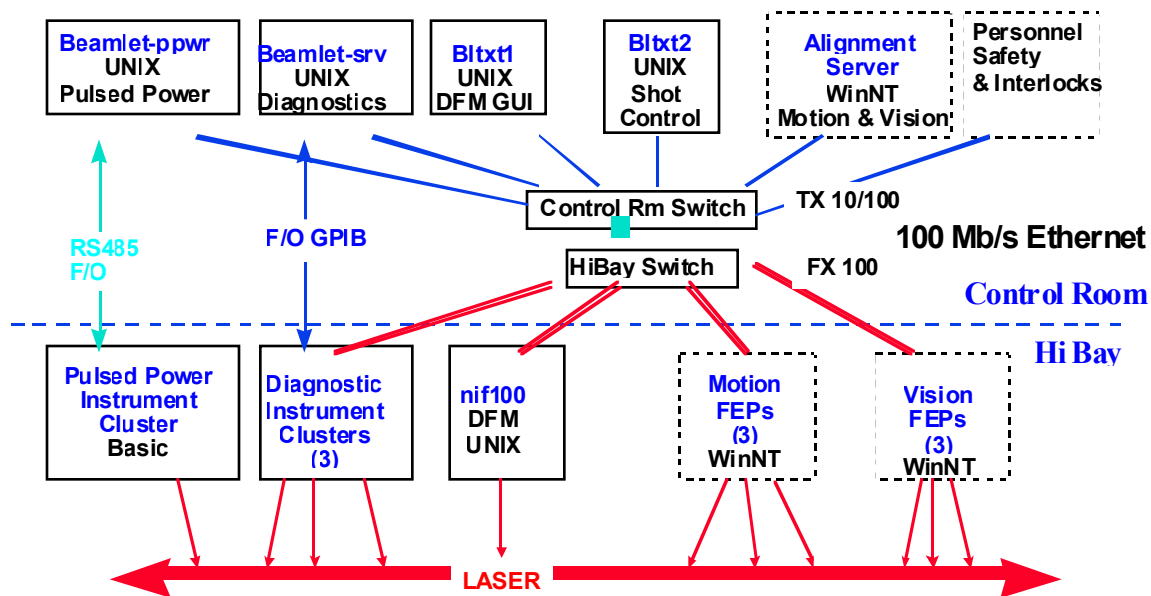 Beamlet-ppwr
UNIX
Pulsed Power
Beamlet-srv
UNIX
Diagnostics
Bltxt1
UNIX
DFM GUI
Bltxt2
UNIX
Shot
Control
Alignment
Server
WinNT
Motion & Vision
Personnel
Safety
& Interlocks
Control Rm Switch
TX 10/100
RS485
F/O
F/O GPIB
100 Mb/s Ethernet
HiBay Switch
FX 100
Control Room
Hi Bay
Pulsed Power
Instrument
Cluster
Basic
Diagnostic
Instrument
Clusters
(3)
nif100
DFM
UNIX
Motion
FEPs
(3)
WinNT
Vision
FEPs
(3)
WinNT
LASER